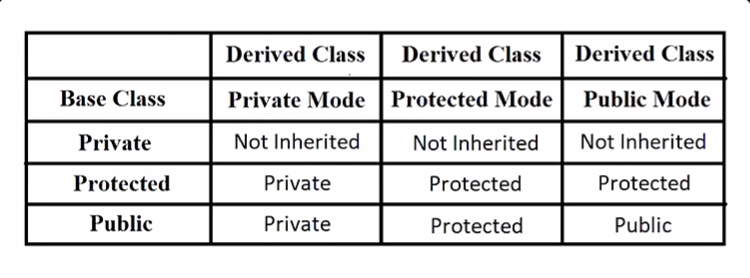 Derived Class Derived Class Derived Class
Base Class Private Mode Protected Mode Public Mode
Private Not Inherited Not Inherited Not Inherited
Protected Private Protected Protected
Public Private Protected Public